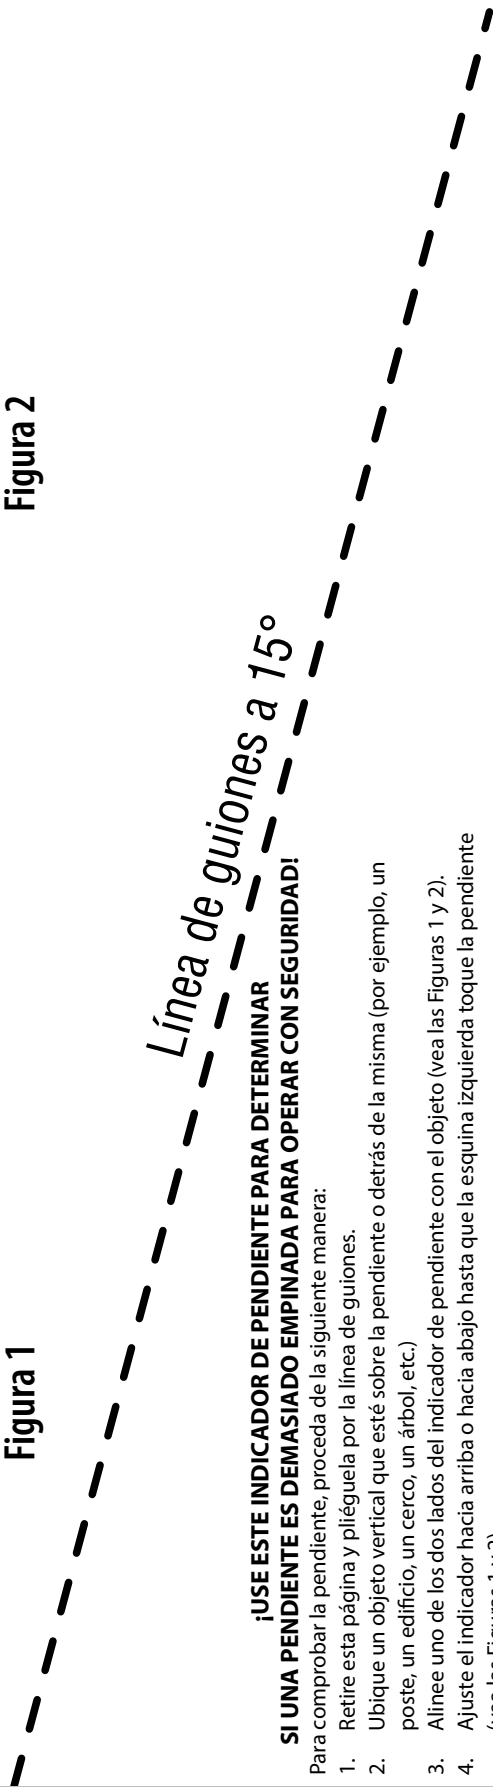 Figura 1
Figura 2
Línea de guiones a 15°
¡USE ESTE INDICADOR DE PENDIENTE PARA DETERMINAR
SI UNA PENDIENTE ES DEMASIADO EMPINADA PARA OPERAR CON SEGURIDAD!
Para comprobar la pendiente, proceda de la siguiente manera:
1. Retire esta página y pliéguela por la línea de guiones.
2. Ubique un objeto vertical que esté sobre la pendiente o detrás de la misma (por ejemplo, un
poste, un edificio, un cerco, un árbol, etc.)
3. Alinee uno de los dos lados del indicador de pendiente con el objeto (vea las Figuras 1 y 2).
4. Ajuste el indicador hacia arriba o hacia abajo hasta que la esquina izquierda toque la pendiente
(vea las Figuras 1 y 2)